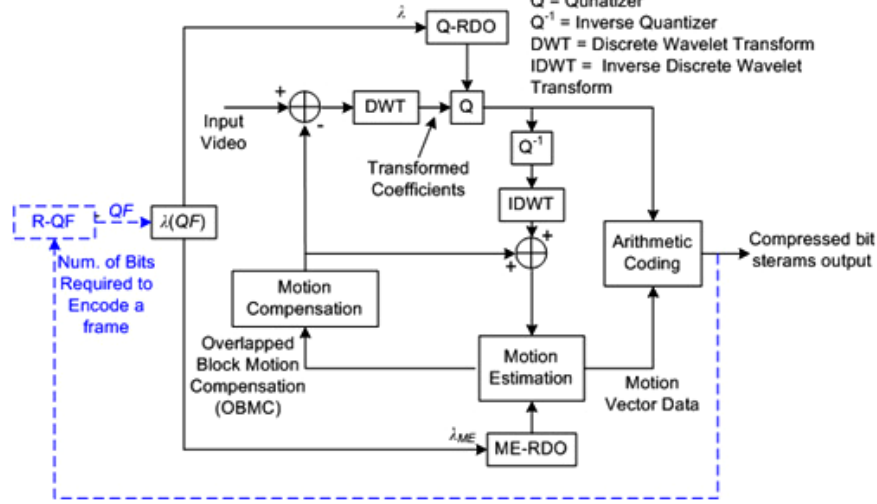 Q = Qunatizer
Q-1 = Inverse Quantizer
DWT = Discrete Wavelet Transform
IDWT = Inverse Discrete Wavelet
Transform
λ
Q-RDO
+
-
Input
Video
DWT
Q
Q-1
Transformed
Coefficients
IDWT
R-QF
QF
λ(QF)
+
+
Arithmetic
Coding
Compressed bit
sterams output
Num. of Bits
Required to
Encode a
frame
Motion
Compensation
Overlapped
Block Motion
Compensation
(OBMC)
Motion
Estimation
Motion
Vector Data
λME
ME-RDO